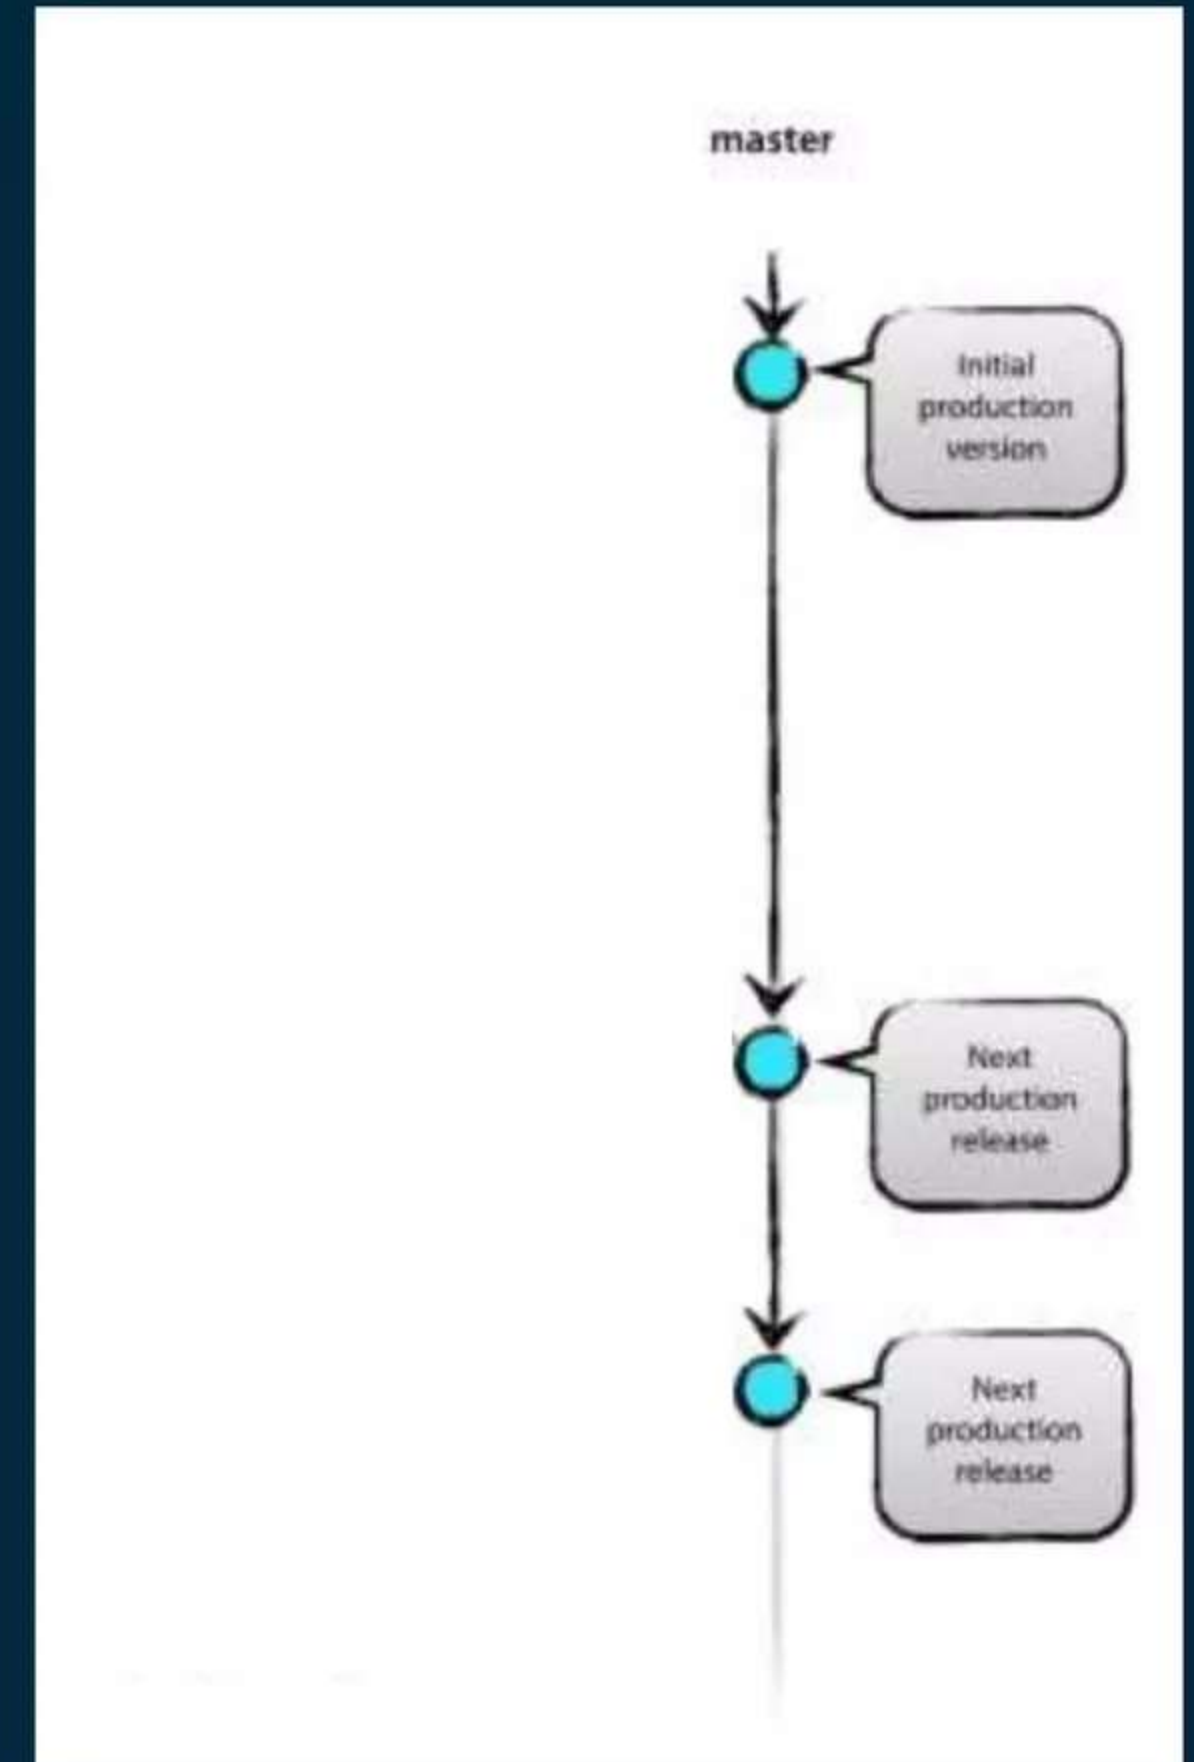 master
Initial
production
version
Next
production
release
Next
production
release